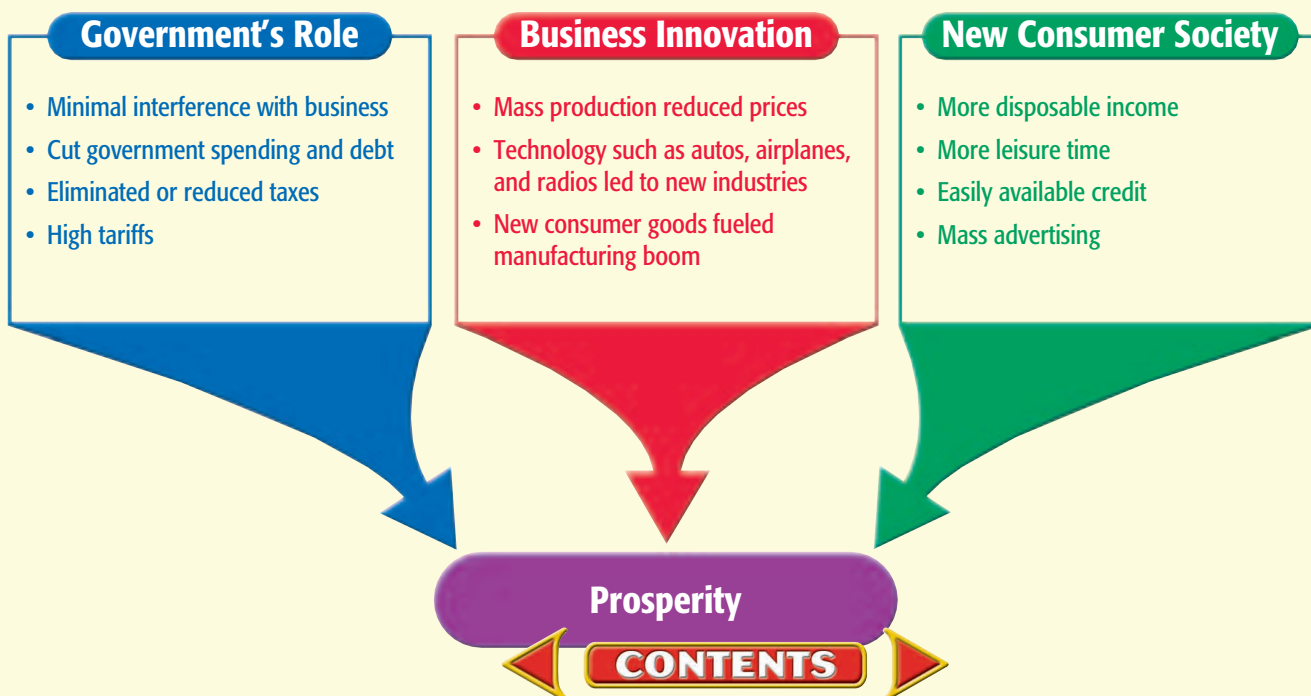 Government’s Role
• Minimal interference with business
• Cut government spending and debt
• Eliminated or reduced taxes
• High tariffs
Business Innovation
• Mass production reduced prices
• Technology such as autos, airplanes,
and radios led to new industries
• New consumer goods fueled
manufacturing boom
New Consumer Society
• More disposable income
• More leisure time
• Easily available credit
• Mass advertising
Prosperity
CONTENTS